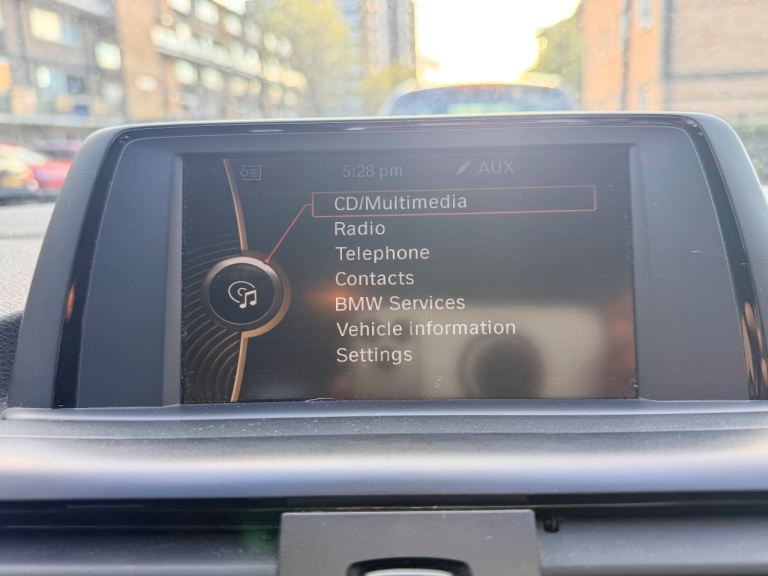 5:28 pm AUX
CD/Multimedia
Radio
Telephone
Contacts
BMW Services
Vehicle information
Settings